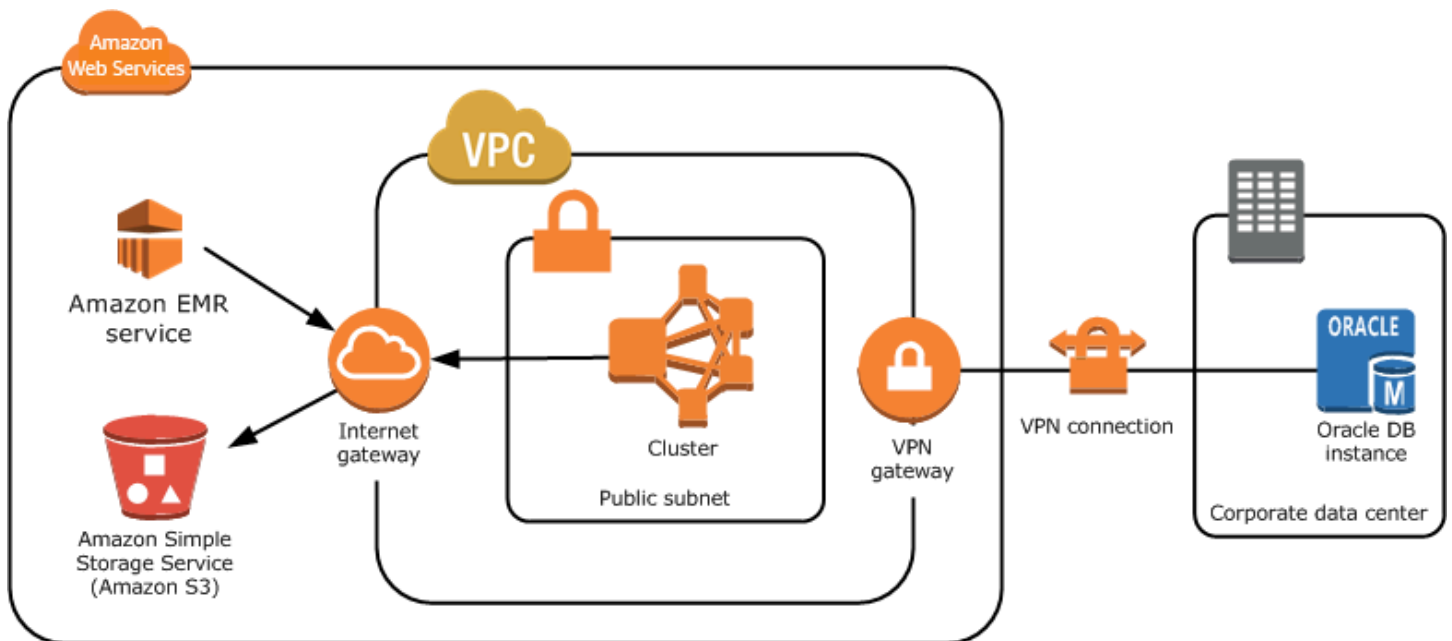 Amazon
Web Services
VPC
Amazon EMR
service
Internet
gateway
Amazon Simple
Storage Service
(Amazon S3)
Cluster
Public subnet
VPN
gateway
VPN connection
ORACLE
M
Oracle DB
instance
Corporate data center